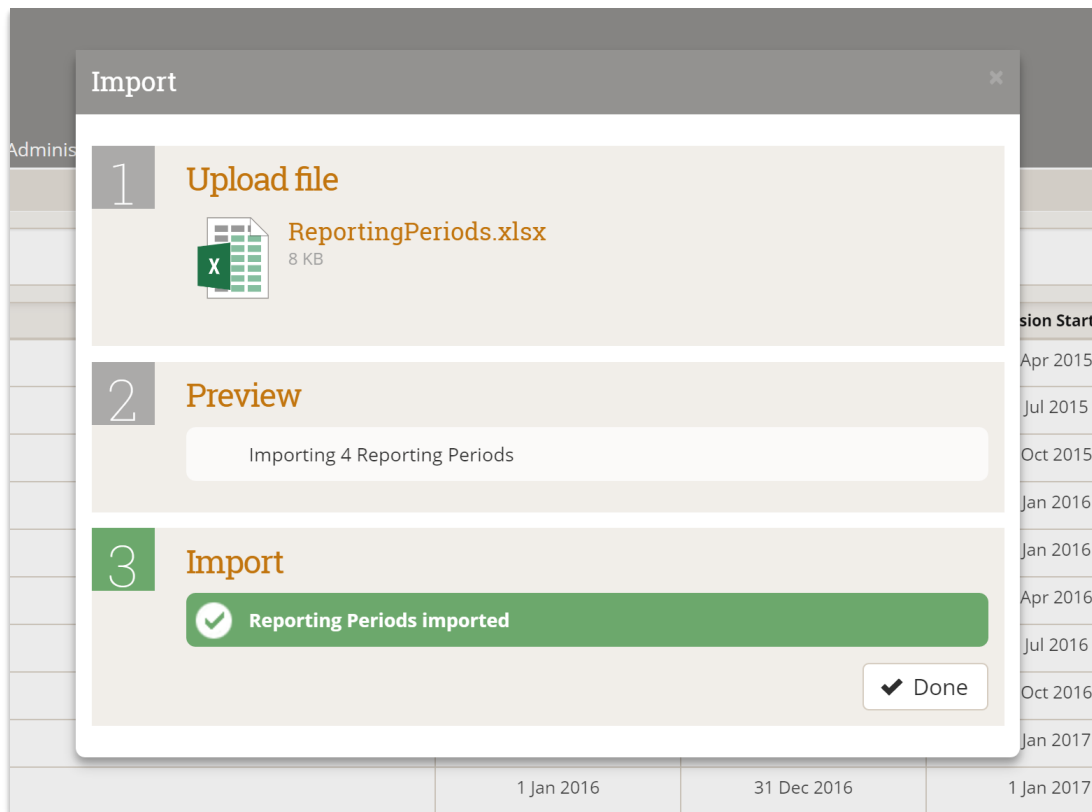 Import
×
Adminis
1
Upload file
X
ReportingPeriods.xlsx
8 KB
2
Preview
Importing 4 Reporting Periods
3
Import
Reporting Periods imported
Done
sion Start
Apr 2015
Jul 2015
Oct 2015
Jan 2016
Jan 2016
Apr 2016
Jul 2016
Oct 2016
Jan 2017
1 Jan 2016 31 Dec 2016 1 Jan 2017